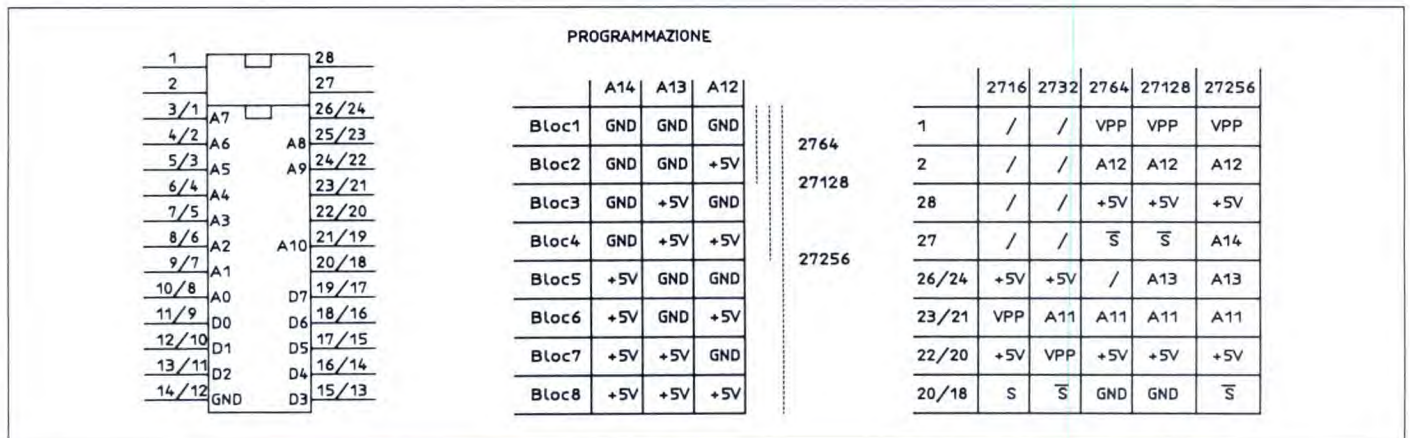 PROGRAMMAZIONE
1 28
2 27
3/1 A7 26/24
4/2 A6 A8 25/23
5/3 A5 A9 24/22
6/4 A4 23/21
7/5 A3 22/20
8/6 A2 A10 21/19
9/7 A1 20/18
10/8 A0 D7 19/17
11/9 D0 D6 18/16
12/10 D1 D5 17/15
13/11 D2 D4 16/14
14/12 GND D3 15/13
A14 A13 A12
Bloc1 GND GND GND
Bloc2 GND GND +5V
Bloc3 GND +5V GND
Bloc4 GND +5V +5V
Bloc5 +5V GND GND
Bloc6 +5V GND +5V
Bloc7 +5V +5V GND
Bloc8 +5V +5V +5V
2764
27128
27256
2716 2732 2764 27128 27256
1 / / VPP VPP VPP
2 / / A12 A12 A12
28 / / +5V +5V +5V
27 / / S̅ S̅ A14
26/24 +5V +5V / A13 A13
23/21 VPP A11 A11 A11 A11
22/20 +5V VPP +5V +5V +5V
20/18 S S̅ GND GND S̅